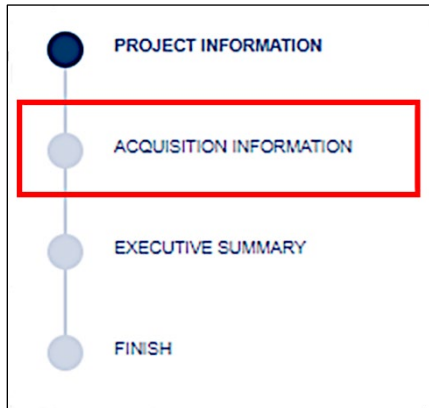 PROJECT INFORMATION
ACQUISITION INFORMATION
EXECUTIVE SUMMARY
FINISH